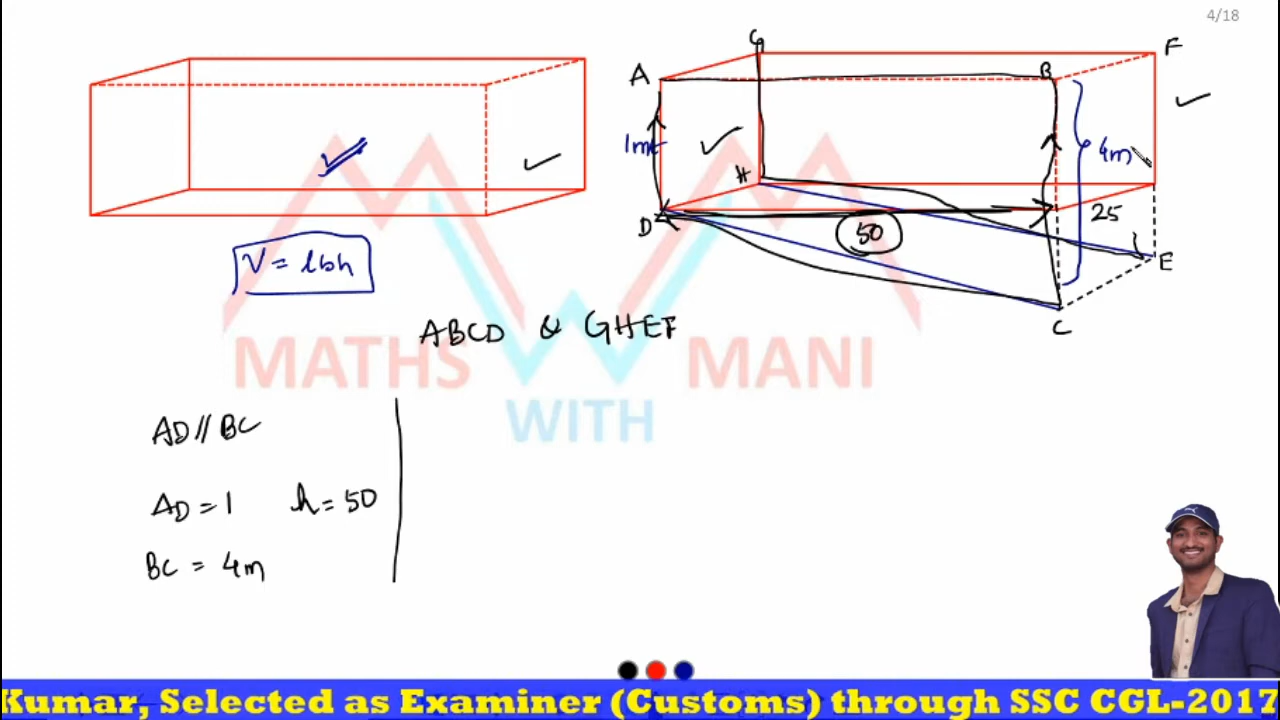 4/18
G
F
A
B
1m
4m
H
D
50
25
E
C
V = lbh
ABCD & GHEF
MATHS
MANI
WITH
AD // BC
AD = 1 h = 50
BC = 4m
Kumar, Selected as Examiner (Customs) through SSC CGL-2017